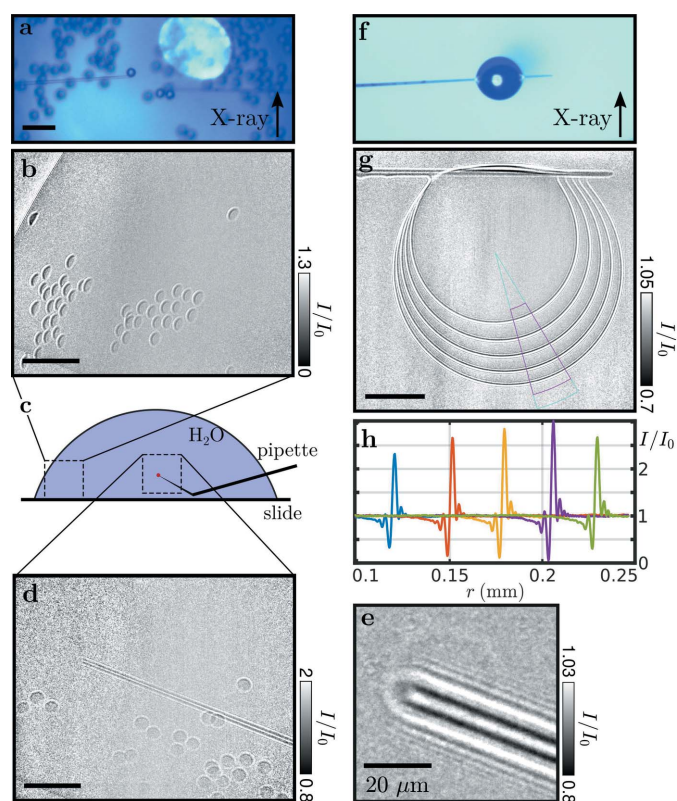 a
X-ray
b
1.3
I/I₀
0
c
H₂O
pipette
slide
d
2
I/I₀
0.8
f
X-ray
g
1.05
I/I₀
0.7
h
I/I₀
2
1
0
0.1 0.15 0.2 0.25
r (mm)
e
20 μm
1.03
I/I₀
0.8